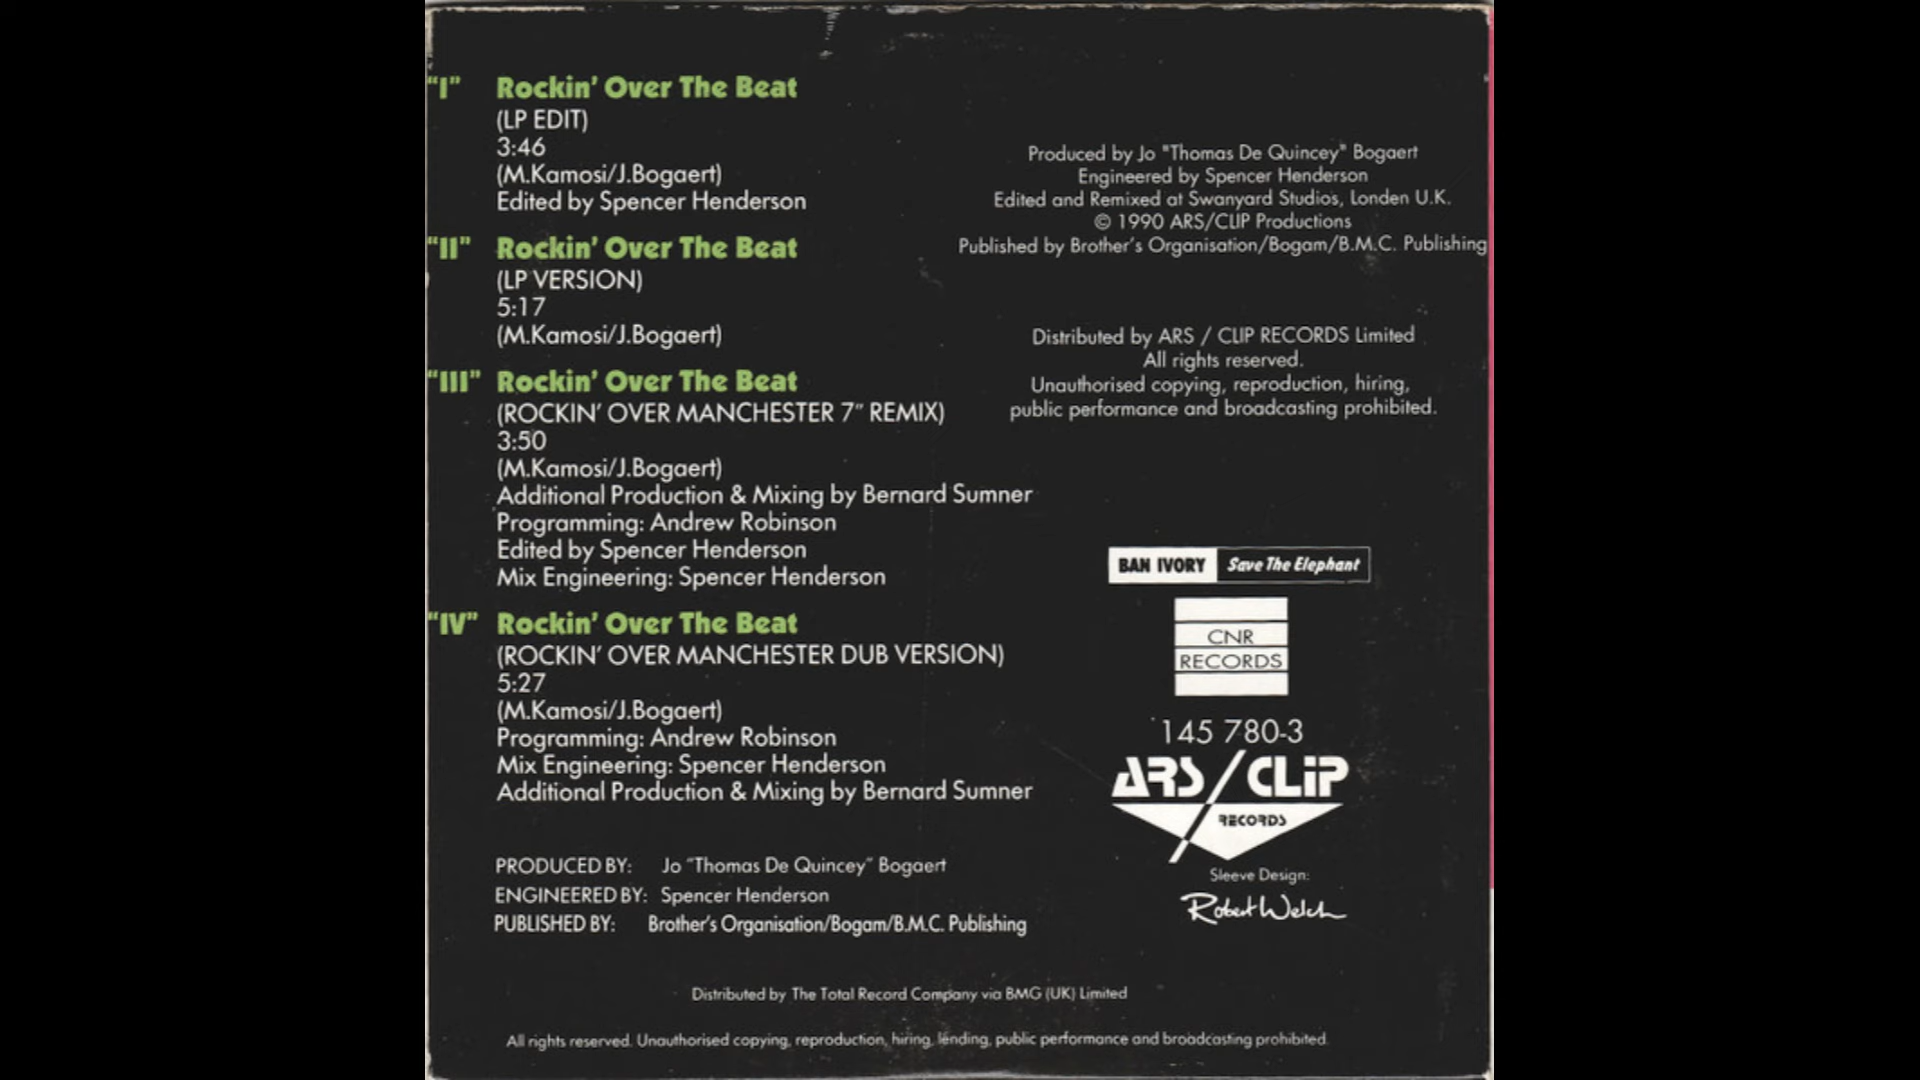 "I" Rockin' Over The Beat
(LP EDIT)
3:46
(M.Kamosi/J.Bogaert)
Edited by Spencer Henderson
"II" Rockin' Over The Beat
(LP VERSION)
5:17
(M.Kamosi/J.Bogaert)
"III" Rockin' Over The Beat
(ROCKIN' OVER MANCHESTER 7" REMIX)
3:50
(M.Kamosi/J.Bogaert)
Additional Production & Mixing by Bernard Sumner
Programming: Andrew Robinson
Edited by Spencer Henderson
Mix Engineering: Spencer Henderson
"IV" Rockin' Over The Beat
(ROCKIN' OVER MANCHESTER DUB VERSION)
5:27
(M.Kamosi/J.Bogaert)
Programming: Andrew Robinson
Mix Engineering: Spencer Henderson
Additional Production & Mixing by Bernard Sumner
PRODUCED BY: Jo "Thomas De Quincey" Bogaert
ENGINEERED BY: Spencer Henderson
PUBLISHED BY: Brother's Organisation/Bogam/B.M.C. Publishing
Produced by Jo "Thomas De Quincey" Bogaert
Engineered by Spencer Henderson
Edited and Remixed at Swanyard Studios, Londen U.K.
© 1990 ARS/CLIP Productions
Published by Brother's Organisation/Bogam/B.M.C. Publishing
Distributed by ARS / CLIP RECORDS Limited
All rights reserved.
Unauthorised copying, reproduction, hiring,
public performance and broadcasting prohibited.
BAN IVORY Save The Elephant
CNR
RECORDS
145 780-3
ARS/CLIP
RECORDS
Sleeve Design:
Robert Welch
Distributed by The Total Record Company via BMG (UK) Limited
All rights reserved. Unauthorised copying, reproduction, hiring, lending, public performance and broadcasting prohibited.